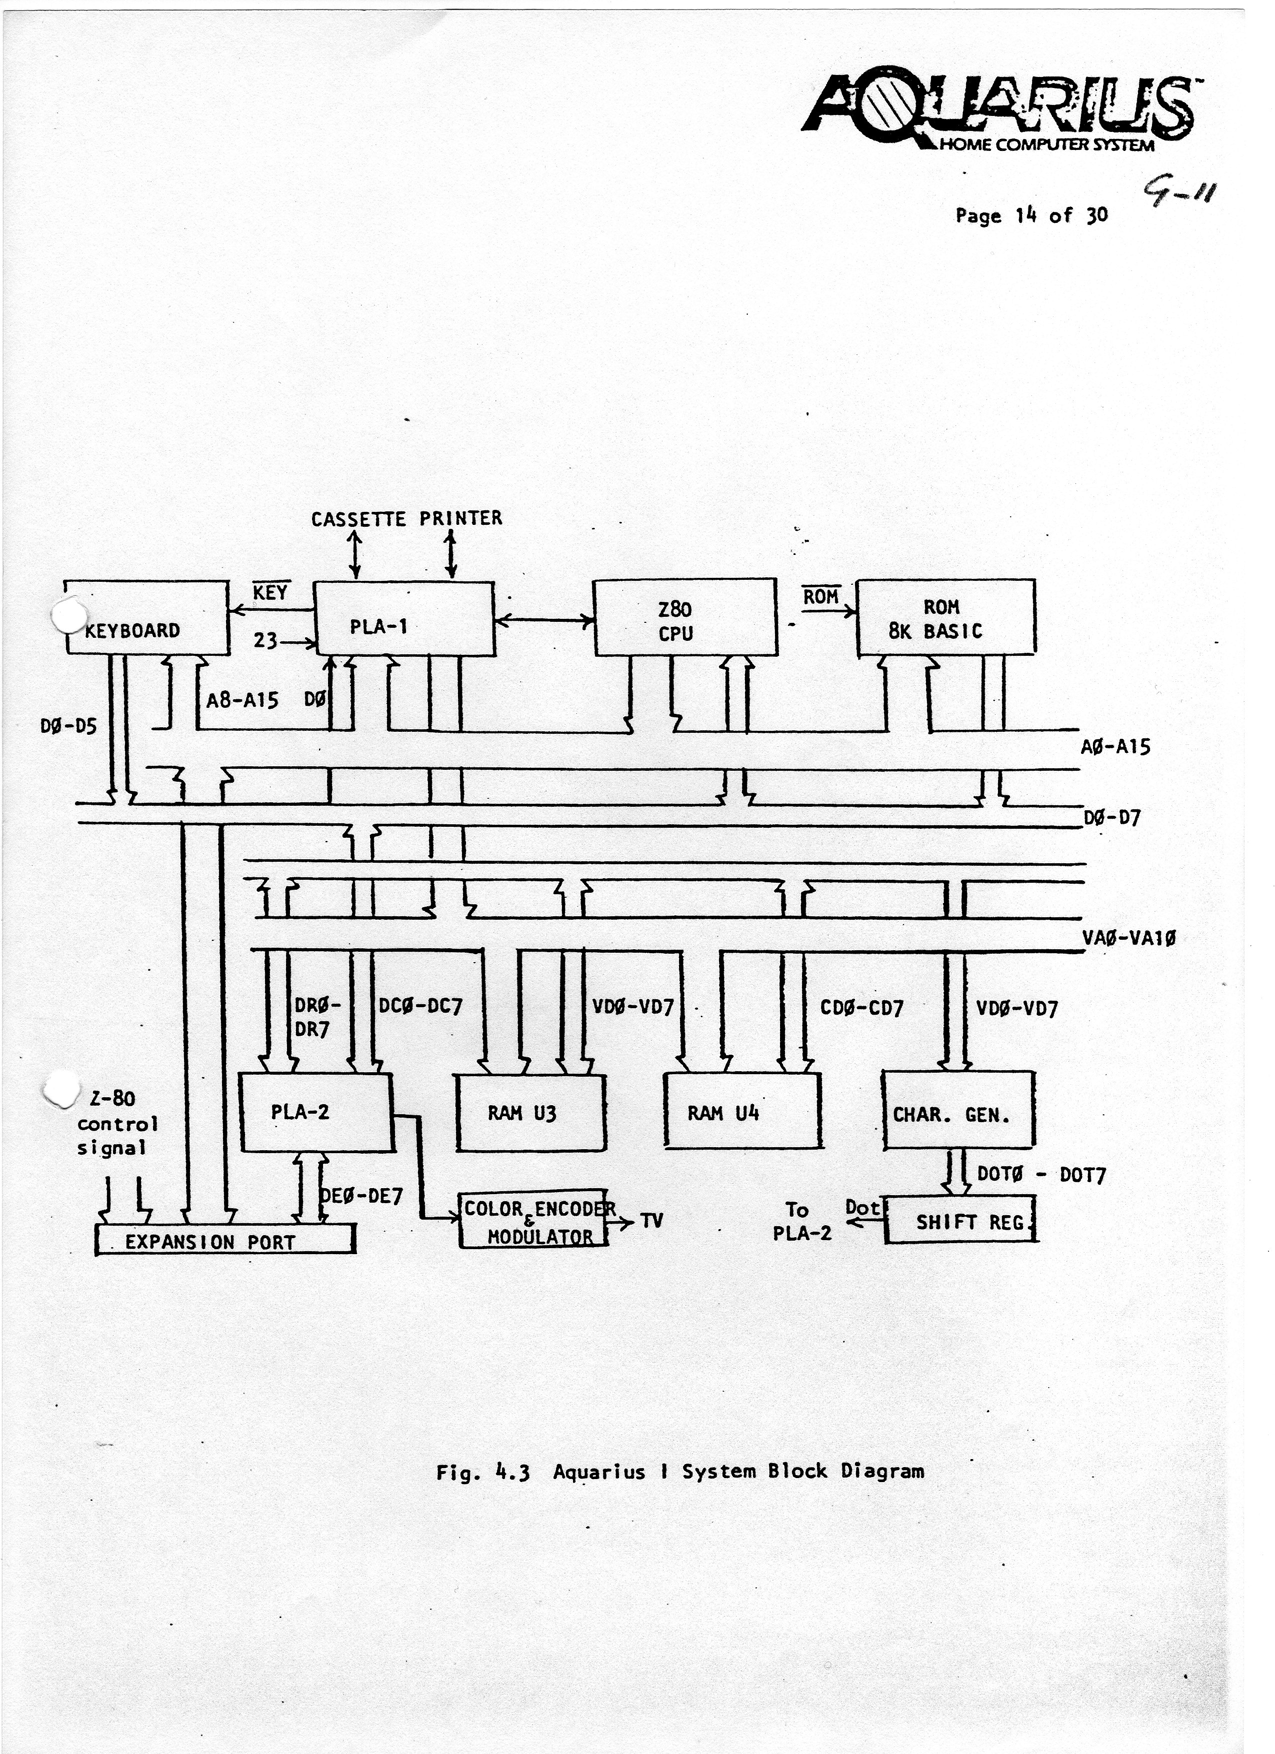 AQUARIUS™
HOME COMPUTER SYSTEM
G-11
Page 14 of 30
CASSETTE PRINTER
KEY
ROM
KEYBOARD
23
PLA-1
Z80
CPU
ROM
8K BASIC
A8-A15
DØ
DØ-D5
AØ-A15
DØ-D7
VAØ-VA1Ø
DRØ-
DR7
DCØ-DC7
VDØ-VD7
CDØ-CD7
VDØ-VD7
Z-80
control
signal
PLA-2
RAM U3
RAM U4
CHAR. GEN.
DEØ-DE7
DOTØ - DOT7
EXPANSION PORT
COLOR ENCODER
&
MODULATOR
TV
To
PLA-2
Dot
SHIFT REG.
Fig. 4.3 Aquarius I System Block Diagram